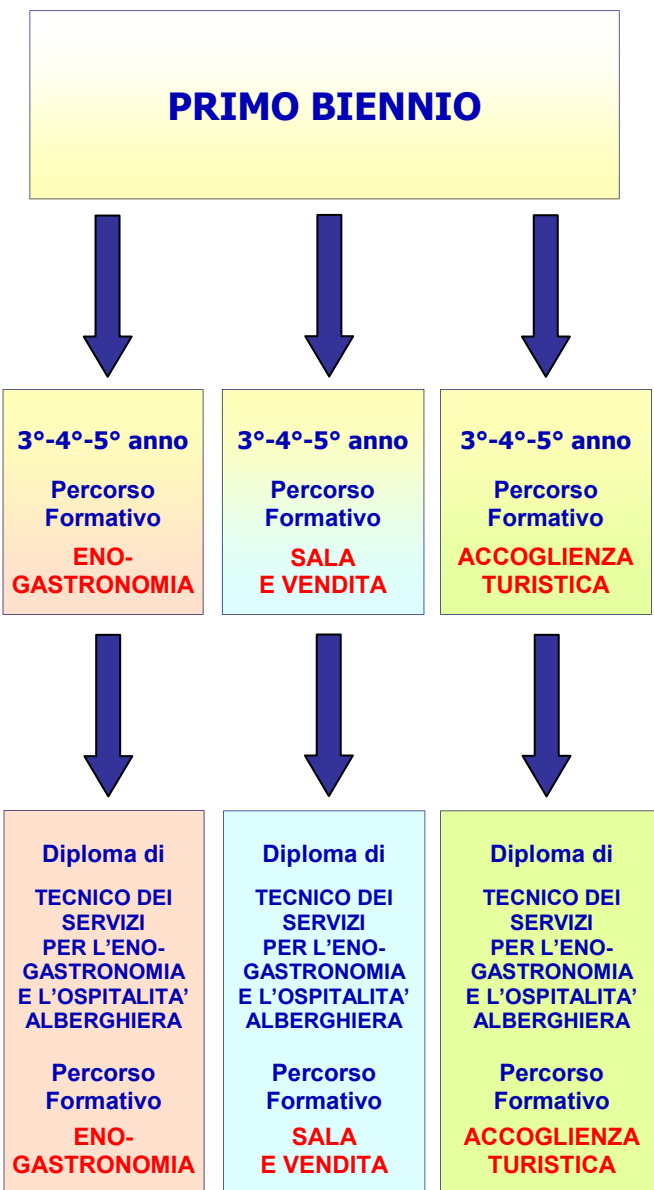 PRIMO BIENNIO
3°-4°-5° anno
Percorso
Formativo
ENO-
GASTRONOMIA
3°-4°-5° anno
Percorso
Formativo
SALA
E VENDITA
3°-4°-5° anno
Percorso
Formativo
ACCOGLIENZA
TURISTICA
Diploma di
TECNICO DEI
SERVIZI
PER L’ENO-
GASTRONOMIA
E L’OSPITALITA’
ALBERGHIERA
Percorso
Formativo
ENO-
GASTRONOMIA
Diploma di
TECNICO DEI
SERVIZI
PER L’ENO-
GASTRONOMIA
E L’OSPITALITA’
ALBERGHIERA
Percorso
Formativo
SALA
E VENDITA
Diploma di
TECNICO DEI
SERVIZI
PER L’ENO-
GASTRONOMIA
E L’OSPITALITA’
ALBERGHIERA
Percorso
Formativo
ACCOGLIENZA
TURISTICA